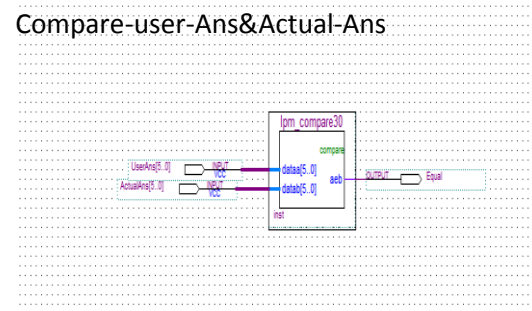 Compare-user-Ans&Actual-Ans
lpm_compare30
compare
UserAns[5..0] INPUT VCC dataa[5..0]
ActualAns[5..0] INPUT VCC datab[5..0]
aeb OUTPUT Equal
inst